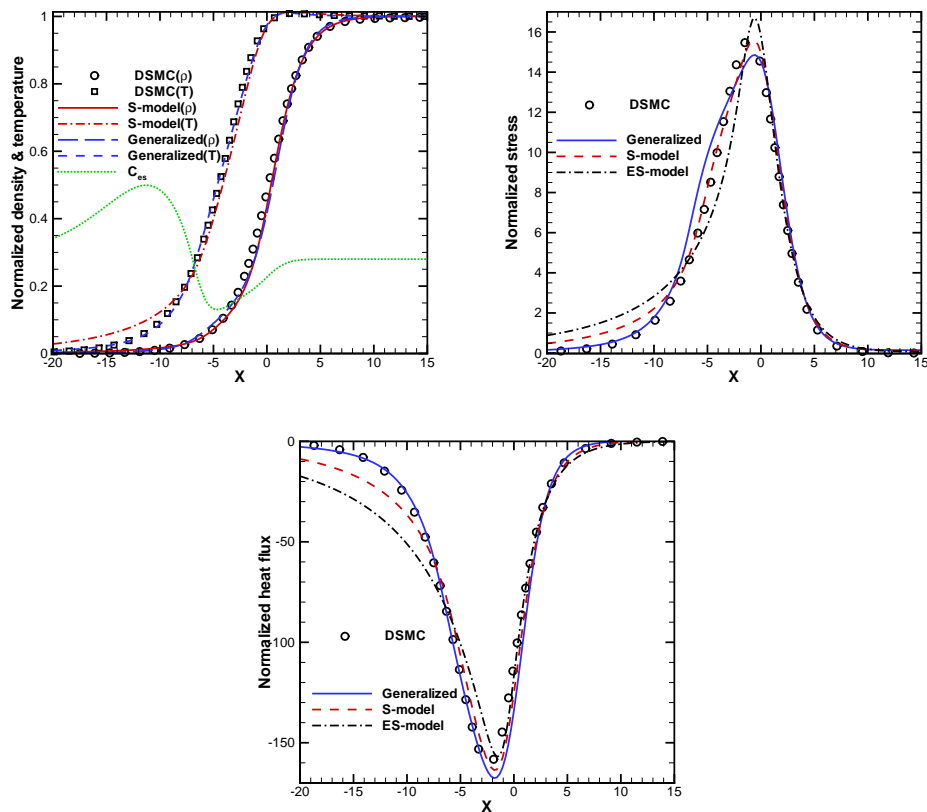 Normalized density & temperature
1
0.8
0.6
0.4
0.2
0
DSMC(ρ)
DSMC(T)
S-model(ρ)
S-model(T)
Generalized(ρ)
Generalized(T)
C_es
-20 -15 -10 -5 0 5 10 15
X
Normalized stress
16
14
12
10
8
6
4
2
0
DSMC
Generalized
S-model
ES-model
-20 -15 -10 -5 0 5 10 15
X
Normalized heat flux
0
-50
-100
-150
DSMC
Generalized
S-model
ES-model
-20 -15 -10 -5 0 5 10 15
X